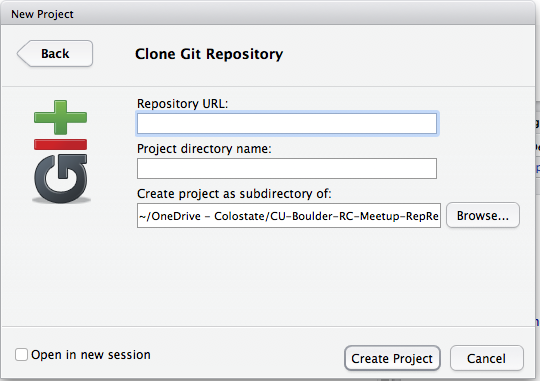 New Project
Back
Clone Git Repository
Repository URL:
git
Project directory name:
Create project as subdirectory of:
~/OneDrive - Colostate/CU-Boulder-RC-Meetup-RepRe
Browse...
Open in new session
Create Project
Cancel